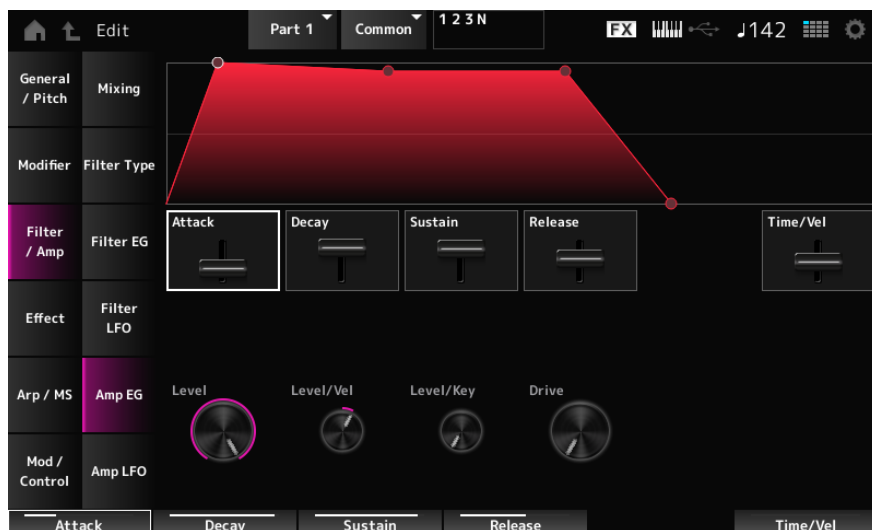 Edit
Part 1
Common
1 2 3 N
FX
♩142
General
/ Pitch
Mixing
Modifier
Filter Type
Filter
/ Amp
Filter EG
Attack
Decay
Sustain
Release
Time/Vel
Effect
Filter
LFO
Arp / MS
Amp EG
Level
Level/Vel
Level/Key
Drive
Mod /
Control
Amp LFO
Attack
Decay
Sustain
Release
Time/Vel